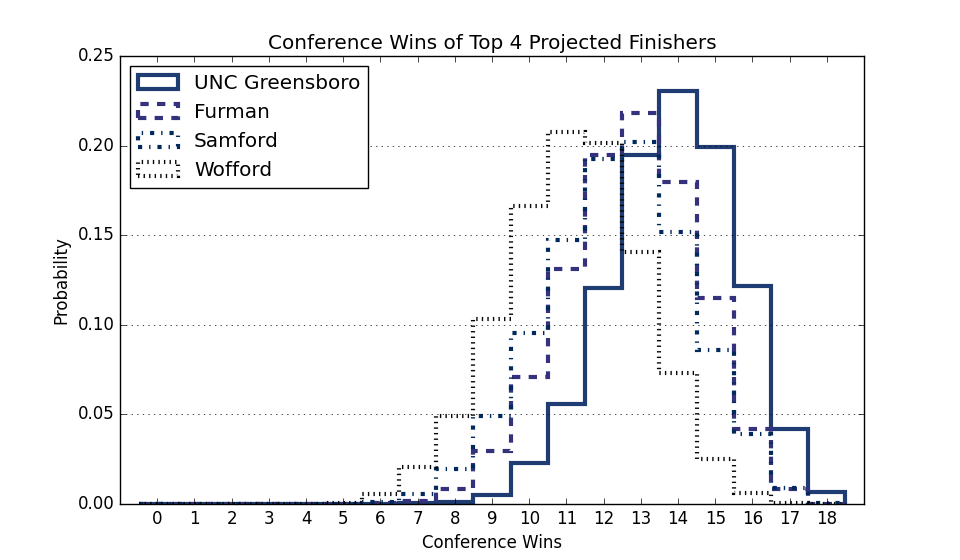 Conference Wins of Top 4 Projected Finishers
0.25
0.20
0.15
0.10
0.05
0.00
Probability
UNC Greensboro
Furman
Samford
Wofford
0 1 2 3 4 5 6 7 8 9 10 11 12 13 14 15 16 17 18
Conference Wins